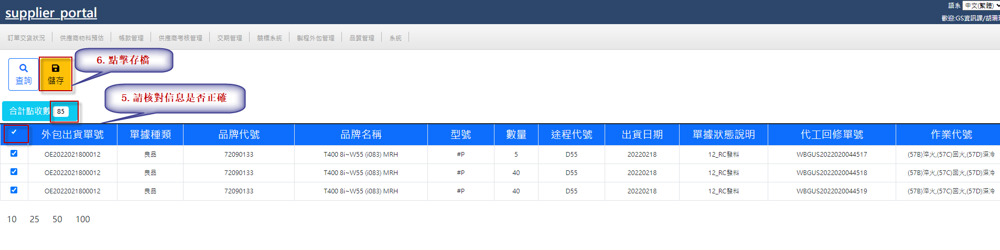 supplier_portal
語系 中文(繁體)
歡迎:GS資訊課/胡珊
訂單交貨狀況 供應商物料預估 帳款管理 供應商考核管理 交期管理 競標系統 製程外包管理 品質管理 系統
6. 點擊存檔
查詢 儲存
5. 請核對信息是否正確
合計點收數 85
外包出貨單號 單據種類 品牌代號 品牌名稱 型號 數量 途程代號 出貨日期 單據狀態說明 代工回修單號 作業代號
OE2022021800012 良品 72090133 T400 8i~W55 (i083) MRH #P 5 D55 20220218 12_RC發料 WBGUS2022020044517 (57B)淬火,(57C)回火,(57D)深冷
OE2022021800012 良品 72090133 T400 8i~W55 (i083) MRH #P 40 D55 20220218 12_RC發料 WBGUS2022020044518 (57B)淬火,(57C)回火,(57D)深冷
OE2022021800012 良品 72090133 T400 8i~W55 (i083) MRH #P 40 D55 20220218 12_RC發料 WBGUS2022020044519 (57B)淬火,(57C)回火,(57D)深冷
10 25 50 100